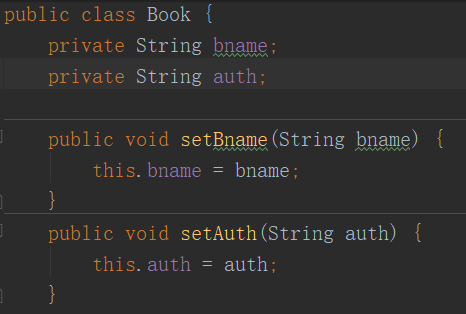 public class Book {
    private String bname;
    private String auth;

    public void setBname(String bname) {
        this.bname = bname;
    }
    public void setAuth(String auth) {
        this.auth = auth;
    }